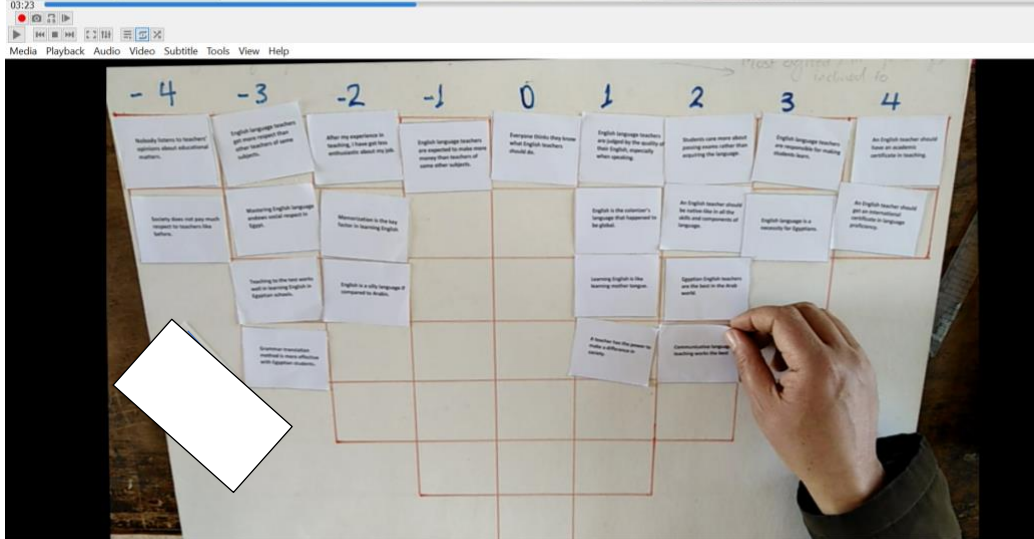 03:23
Media Playback Audio Video Subtitle Tools View Help
inclined to
- 4 -3 -2 -1 0 1 2 3 4
Nobody listens to teachers'
opinions about educational
matters.
English language teachers
get more respect than
other teachers of some
subjects.
After my experience in
teaching, I have got less
enthusiastic about my job.
English language teachers
are expected to make more
money than teachers of
some other subjects.
Everyone thinks they know
what English teachers
should do.
English language teachers
are judged by the quality of
their English, especially
when speaking.
Students care more about
passing exams rather than
acquiring the language.
English language teachers
are responsible for making
students learn.
An English teacher should
have an academic
certificate in teaching.
Society does not pay much
respect to teachers like
before.
Mastering English language
endows social respect in
Egypt.
Memorization is the key
factor in learning English.
English is the colonizer's
language that happened to
be global.
An English teacher should
be native-like in all the
skills and components of
language.
English language is a
necessity for Egyptians.
An English teacher should
get an international
certificate in language
proficiency.
Teaching to the test works
well in learning English in
Egyptian schools.
English is a silly language if
compared to Arabic.
Learning English is like
learning mother tongue.
Egyptian English teachers
are the best in the Arab
world.
Grammar translation
method is more effective
with Egyptian students.
A teacher has the power to
make a difference in
society.
Communicative language
teaching works the best